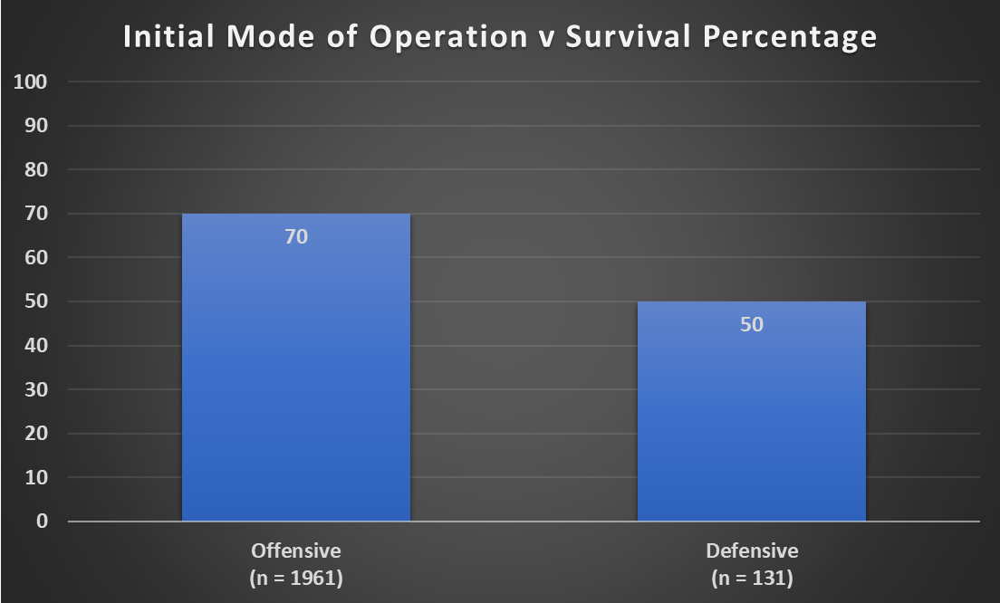 Initial Mode of Operation v Survival Percentage
100
90
80
70
60
50
40
30
20
10
0
70
50
Offensive
(n = 1961)
Defensive
(n = 131)